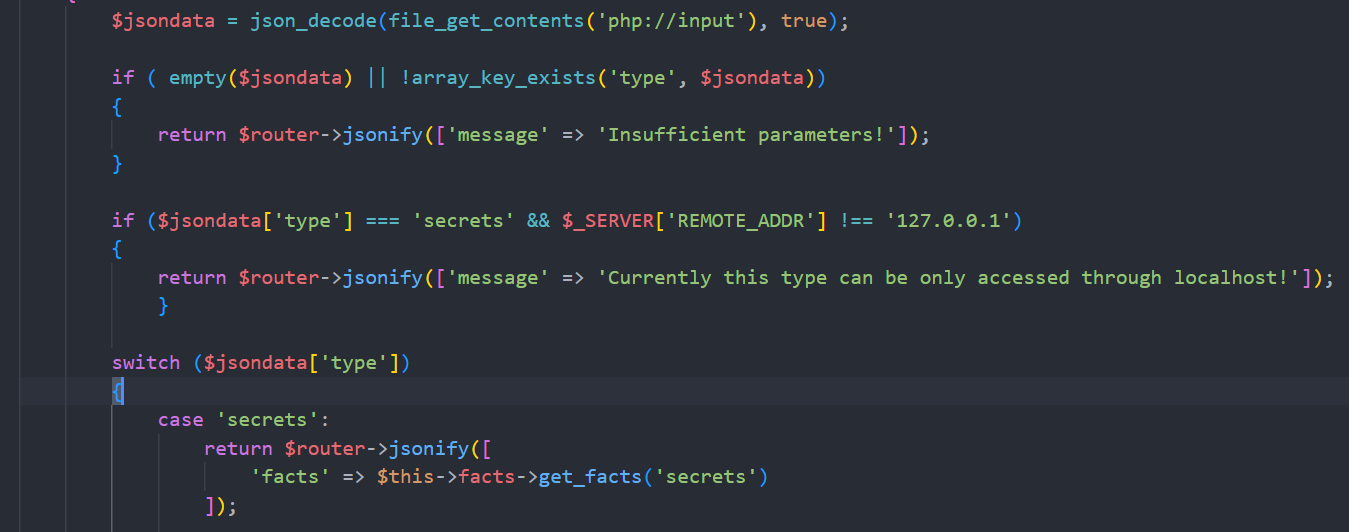 $jsondata = json_decode(file_get_contents('php://input'), true);
if ( empty($jsondata) || !array_key_exists('type', $jsondata))
{
return $router->jsonify(['message' => 'Insufficient parameters!']);
}
if ($jsondata['type'] === 'secrets' && $_SERVER['REMOTE_ADDR'] !== '127.0.0.1')
{
return $router->jsonify(['message' => 'Currently this type can be only accessed through localhost!']);
}
switch ($jsondata['type'])
{
case 'secrets':
return $router->jsonify([
'facts' => $this->facts->get_facts('secrets')
]);